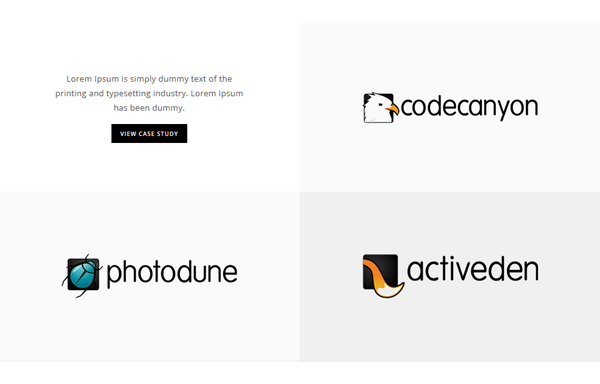 Lorem Ipsum is simply dummy text of the
printing and typesetting industry. Lorem Ipsum
has been dummy.
VIEW CASE STUDY
codecanyon
photodune
activeden